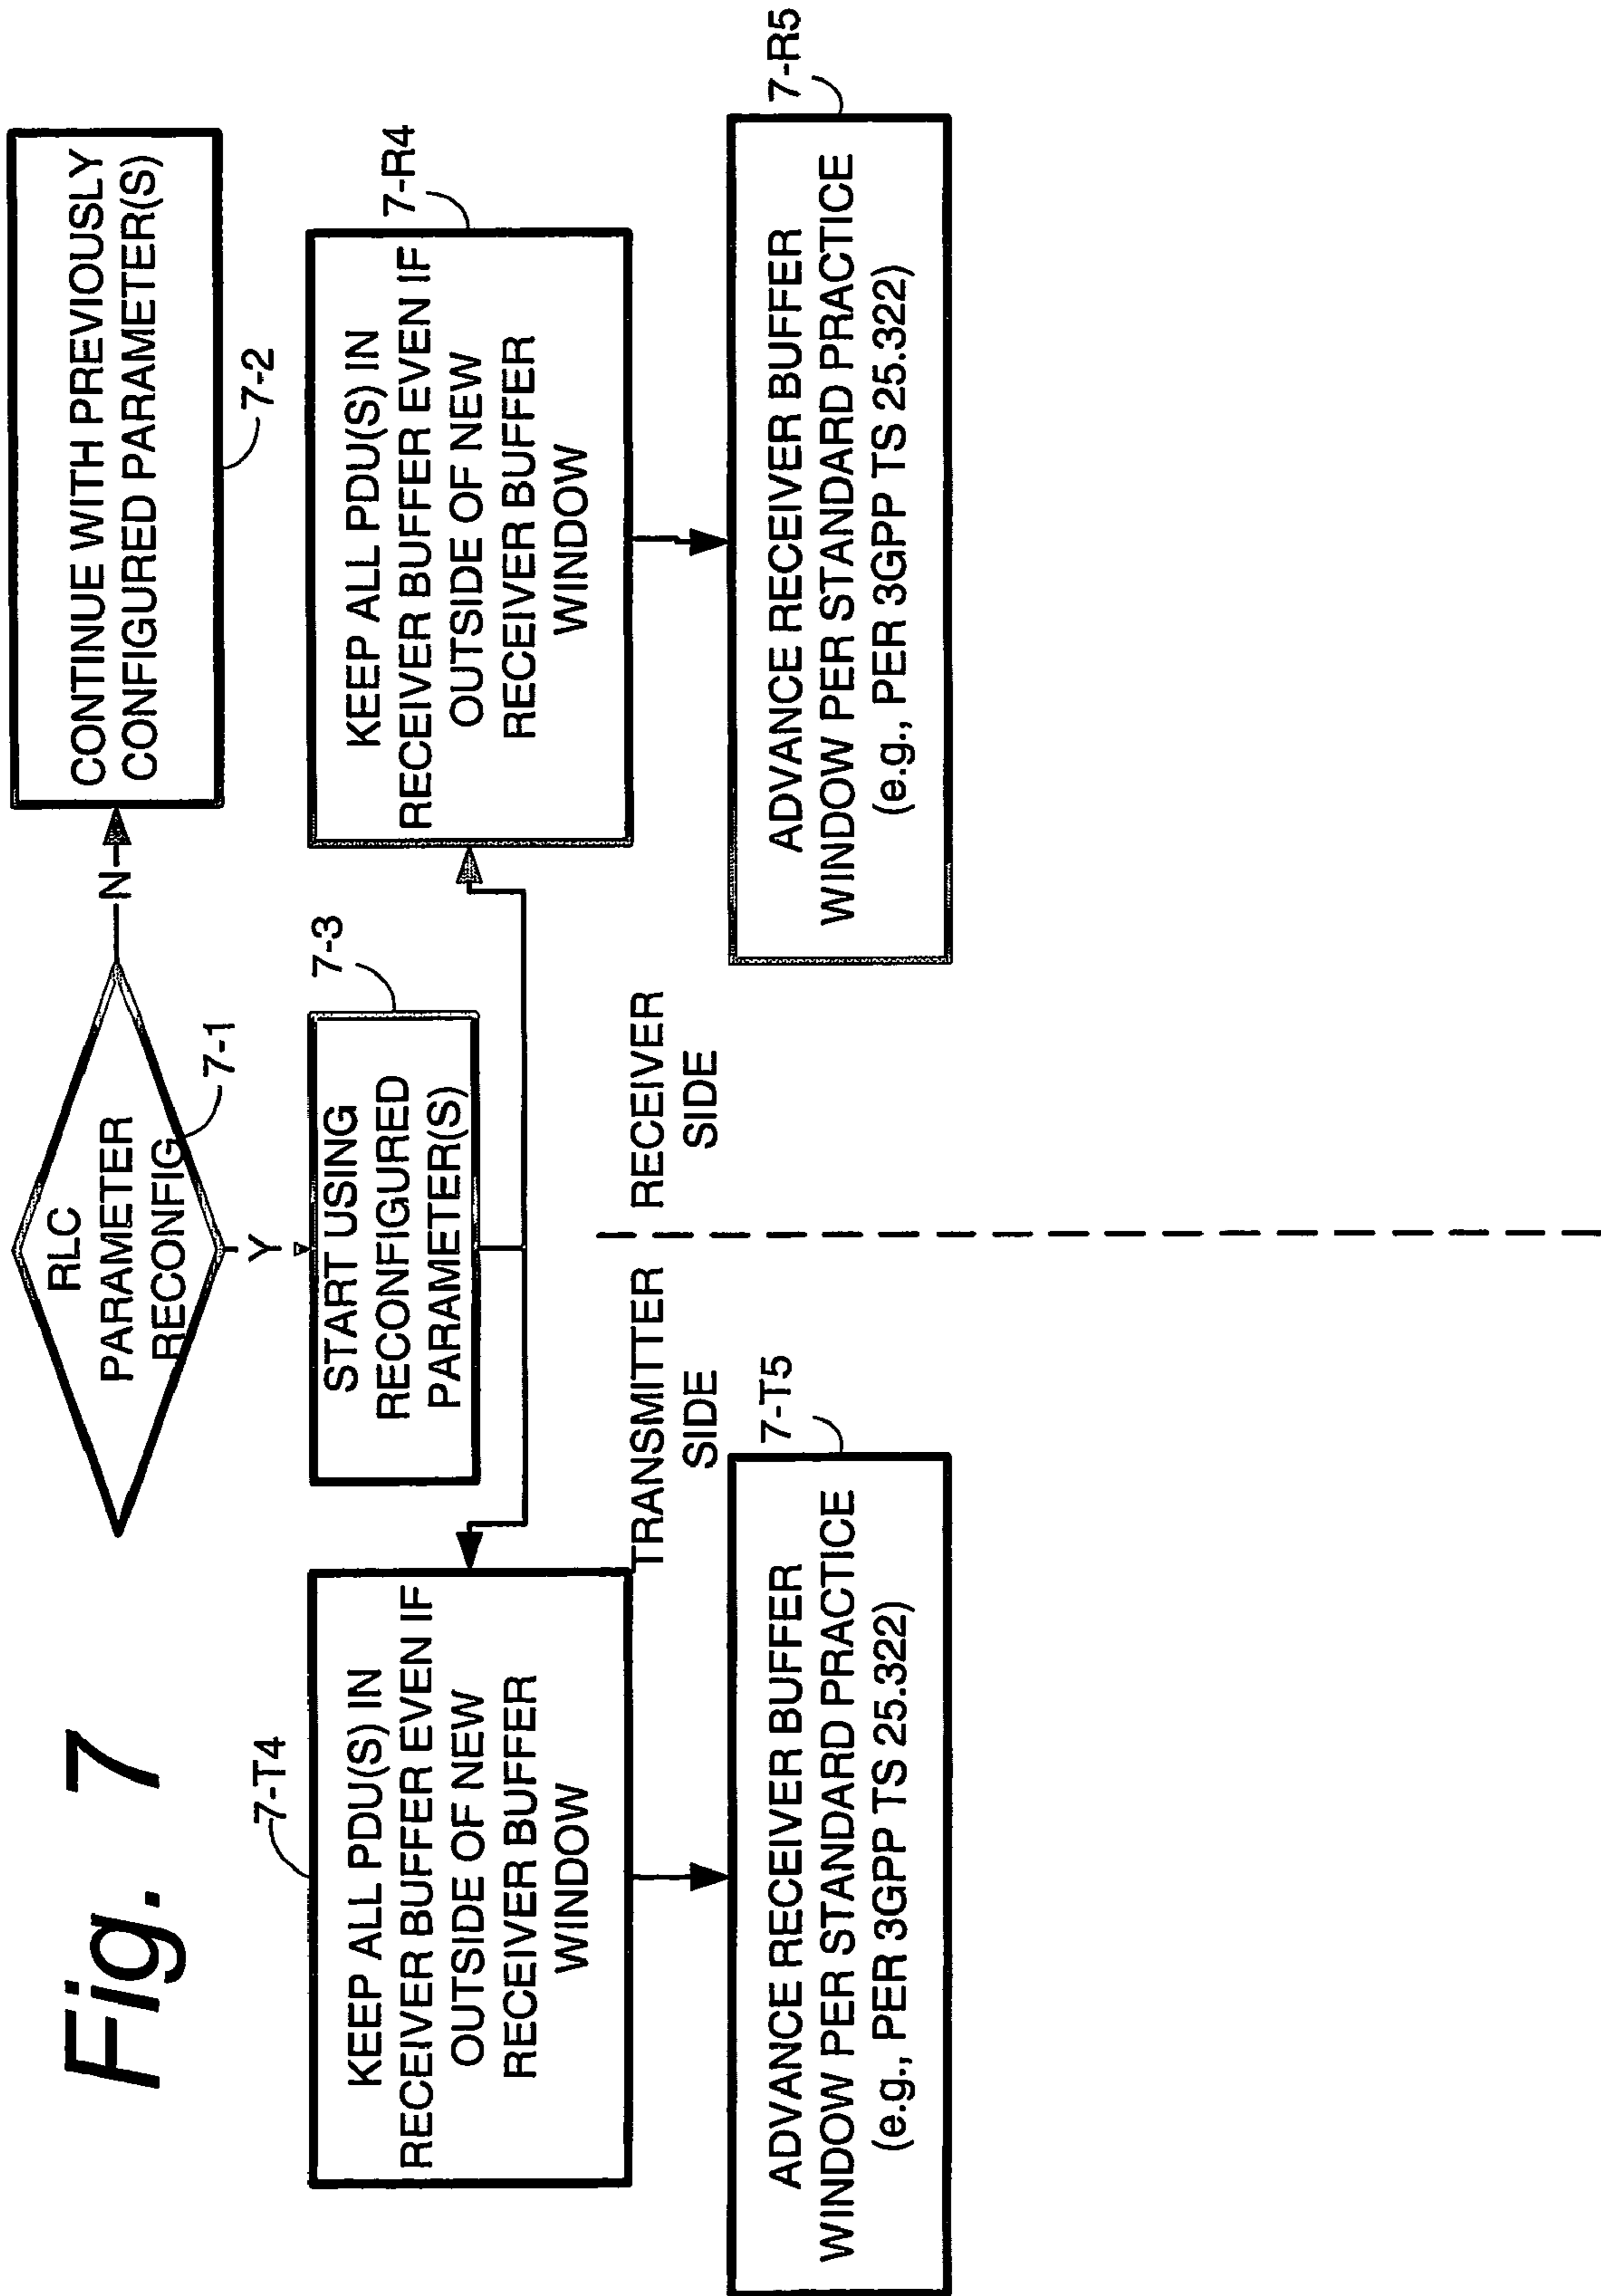 Fig. 7
RLC
PARAMETER
RECONFIG
7-1
N
CONTINUE WITH PREVIOUSLY
CONFIGURED PARAMETER(S)
7-2
Y
START USING
RECONFIGURED
PARAMETER(S)
7-3
7-T4
KEEP ALL PDU(S) IN
RECEIVER BUFFER EVEN IF
OUTSIDE OF NEW
RECEIVER BUFFER
WINDOW
KEEP ALL PDU(S) IN
RECEIVER BUFFER EVEN IF
OUTSIDE OF NEW
RECEIVER BUFFER
WINDOW
7-R4
TRANSMITTER
SIDE
RECEIVER
SIDE
ADVANCE RECEIVER BUFFER
WINDOW PER STANDARD PRACTICE
(e.g., PER 3GPP TS 25.322)
7-T5
ADVANCE RECEIVER BUFFER
WINDOW PER STANDARD PRACTICE
(e.g., PER 3GPP TS 25.322)
7-R5